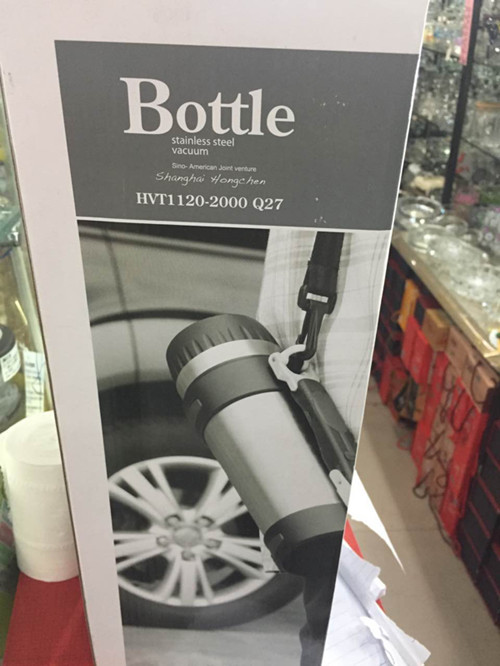 Bottle
stainless steel
vacuum
Sino- American Joint venture
Shanghai Hongchen
HVT1120-2000 Q27